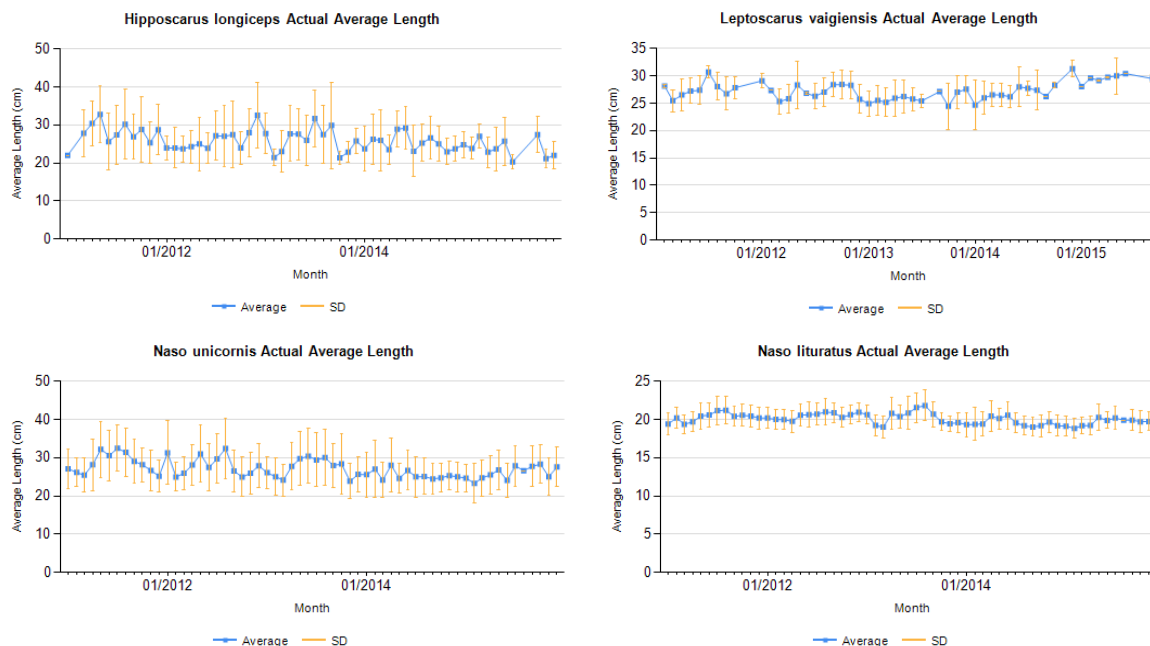 Hipposcarus longiceps Actual Average Length
50
40
30
20
10
0
Average Length (cm)
01/2012
01/2014
Month
Average
SD
Leptoscarus vaigiensis Actual Average Length
35
30
25
20
15
10
5
0
Average Length (cm)
01/2012
01/2013
01/2014
01/2015
Month
Average
SD
Naso unicornis Actual Average Length
50
40
30
20
10
0
Average Length (cm)
01/2012
01/2014
Month
Average
SD
Naso lituratus Actual Average Length
25
20
15
10
5
0
Average Length (cm)
01/2012
01/2014
Month
Average
SD